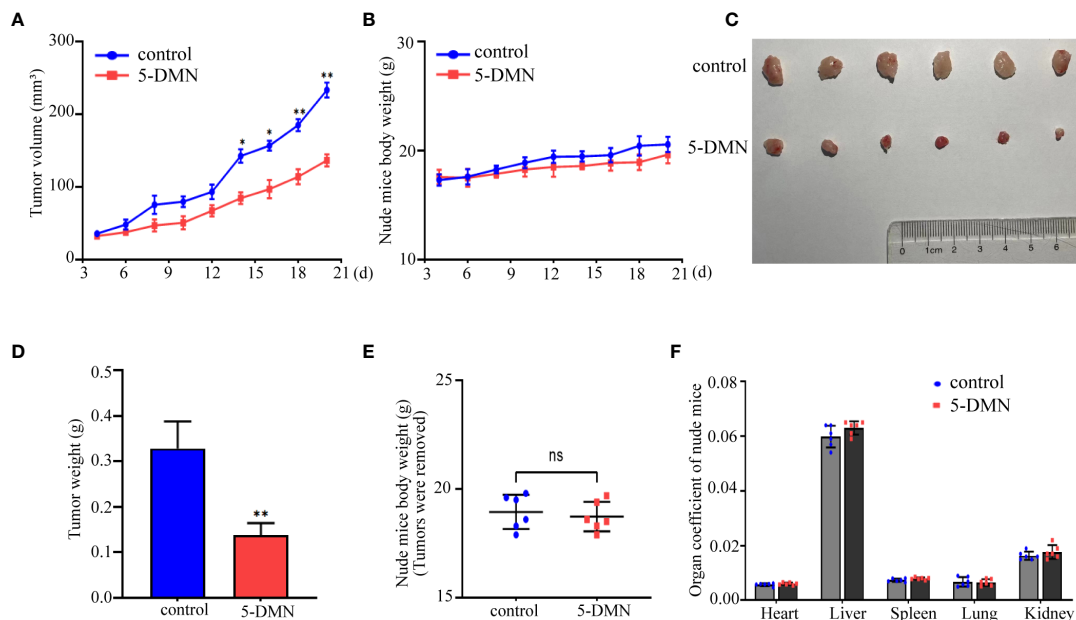 A
Tumor volume (mm³)
300
200
100
0
3 6 9 12 15 18 21 (d)
control
5-DMN
* * ** **
B
Nude mice body weight (g)
30
20
10
3 6 9 12 15 18 21 (d)
control
5-DMN
C
control
5-DMN
0 1cm 2 3 4 5 6
D
Tumor weight (g)
0.5
0.4
0.3
0.2
0.1
0.0
**
control 5-DMN
E
Nude mice body weight (g)
(Tumors were removed)
25
20
15
ns
control 5-DMN
F
Organ coefficient of nude mice
0.08
0.06
0.04
0.02
0.00
control
5-DMN
Heart Liver Spleen Lung Kidney